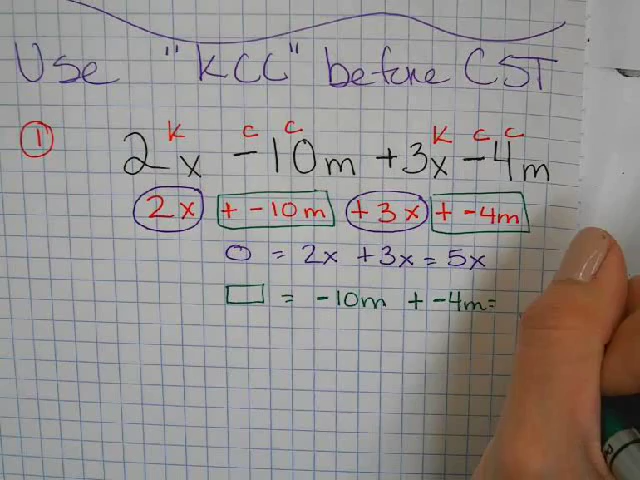 Use "KCC" before CST
① K C C K C C
2x - 10m + 3x - 4m
2x + -10m + 3x + -4m
○ = 2x + 3x = 5x
▭ = -10m + -4m =